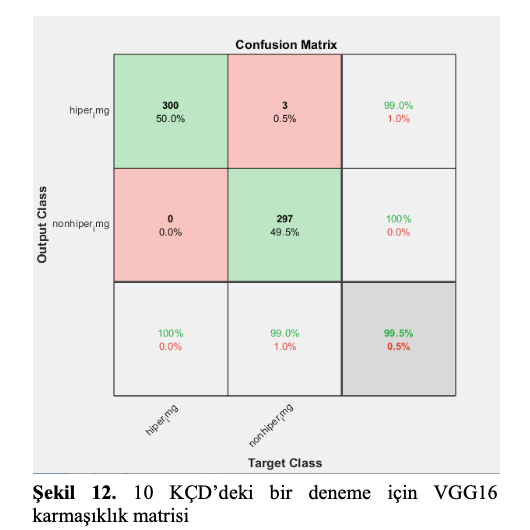 Confusion Matrix
Output Class
hiper_img
300
50.0%
3
0.5%
99.0%
1.0%
nonhiper_img
0
0.0%
297
49.5%
100%
0.0%
100%
0.0%
99.0%
1.0%
99.5%
0.5%
hiper_img
nonhiper_img
Target Class
Şekil 12. 10 KÇD’deki bir deneme için VGG16
karmaşıklık matrisi